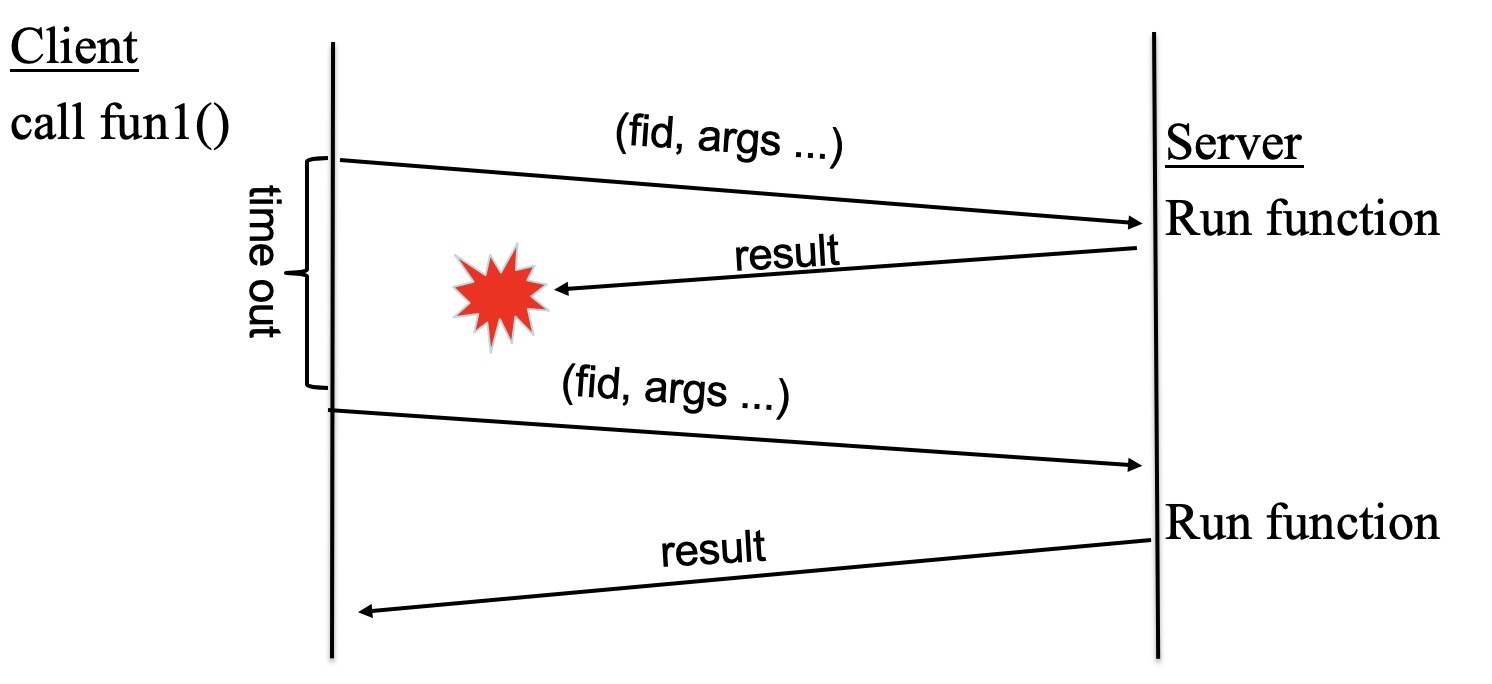 Client
call fun1()
time out
(fid, args ...)
Server
Run function
result
(fid, args ...)
Run function
result